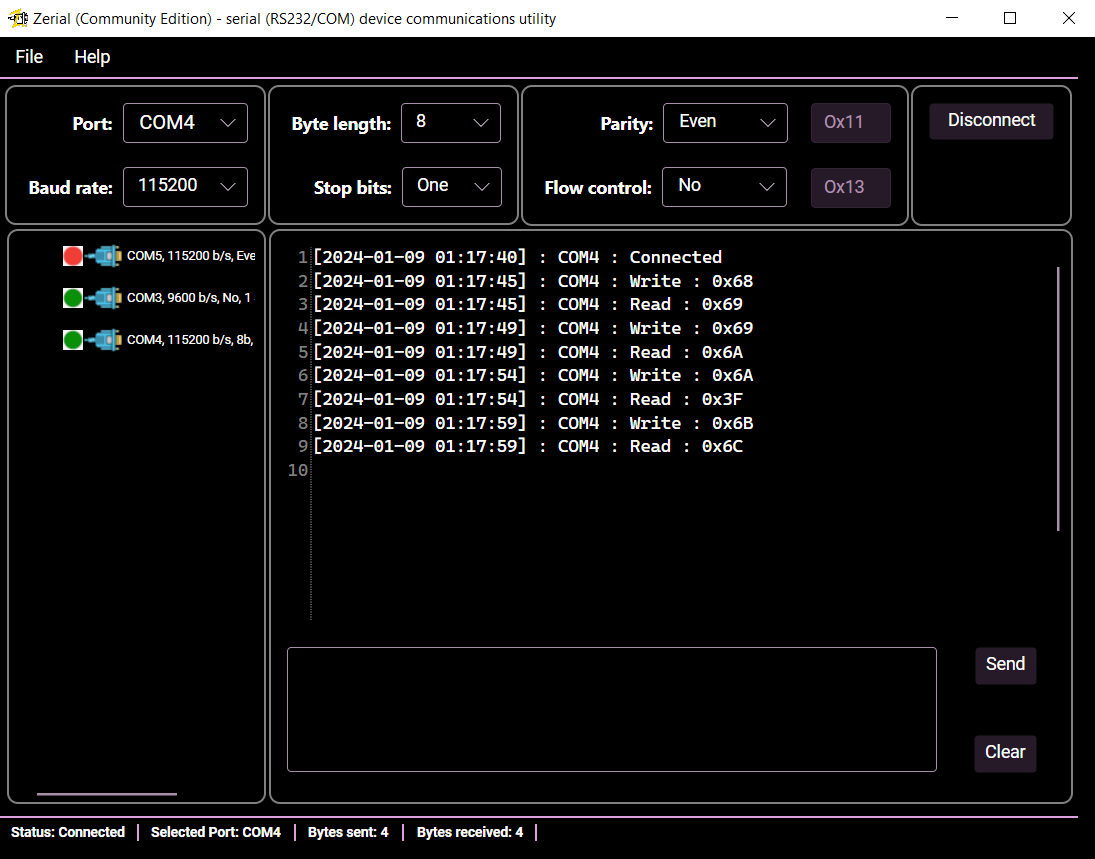 Zerial (Community Edition) - serial (RS232/COM) device communications utility
File Help
Port: COM4 Byte length: 8 Parity: Even 0x11 Disconnect
Baud rate: 115200 Stop bits: One Flow control: No 0x13
COM5, 115200 b/s, Eve
COM3, 9600 b/s, No, 1
COM4, 115200 b/s, 8b,
1 [2024-01-09 01:17:40] : COM4 : Connected
2 [2024-01-09 01:17:45] : COM4 : Write : 0x68
3 [2024-01-09 01:17:45] : COM4 : Read : 0x69
4 [2024-01-09 01:17:49] : COM4 : Write : 0x69
5 [2024-01-09 01:17:49] : COM4 : Read : 0x6A
6 [2024-01-09 01:17:54] : COM4 : Write : 0x6A
7 [2024-01-09 01:17:54] : COM4 : Read : 0x3F
8 [2024-01-09 01:17:59] : COM4 : Write : 0x6B
9 [2024-01-09 01:17:59] : COM4 : Read : 0x6C
10
Send
Clear
Status: Connected | Selected Port: COM4 | Bytes sent: 4 | Bytes received: 4 |